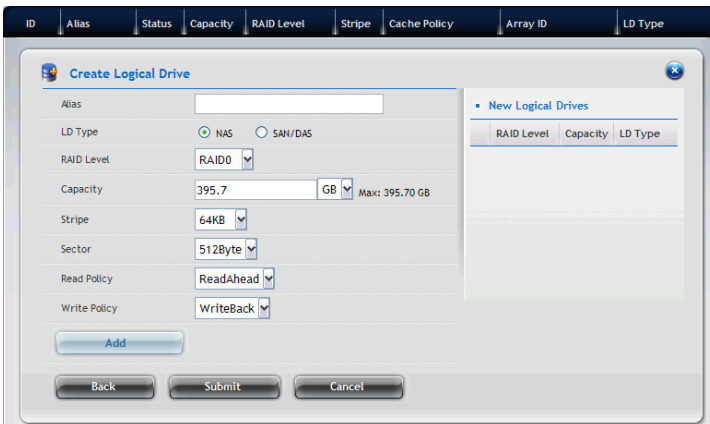 ID Alias Status Capacity RAID Level Stripe Cache Policy Array ID LD Type
Create Logical Drive
Alias
LD Type NAS SAN/DAS
RAID Level RAID0
Capacity 395.7 GB Max: 395.70 GB
Stripe 64KB
Sector 512Byte
Read Policy ReadAhead
Write Policy WriteBack
Add
Back Submit Cancel
New Logical Drives
RAID Level Capacity LD Type